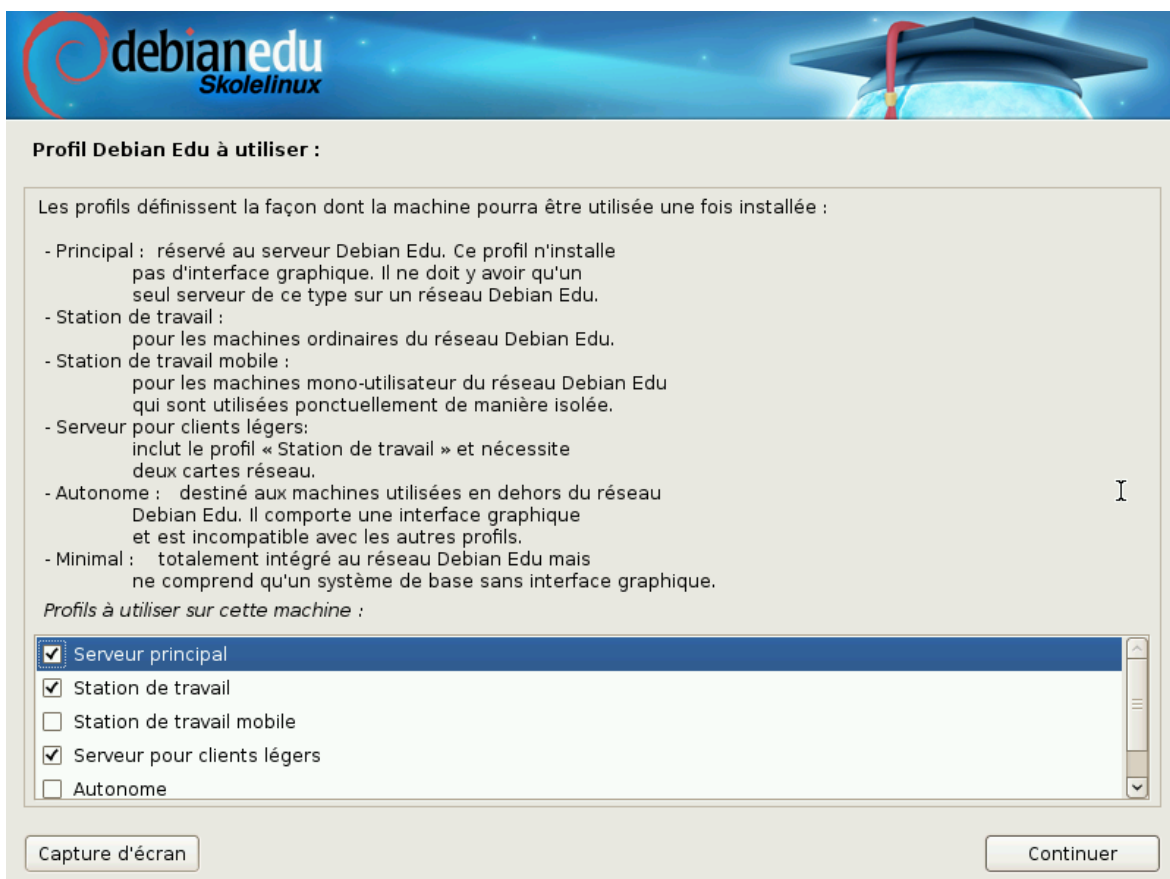 debianedu
Skolelinux
Profil Debian Edu à utiliser :
Les profils définissent la façon dont la machine pourra être utilisée une fois installée :
- Principal : réservé au serveur Debian Edu. Ce profil n'installe
pas d'interface graphique. Il ne doit y avoir qu'un
seul serveur de ce type sur un réseau Debian Edu.
- Station de travail :
pour les machines ordinaires du réseau Debian Edu.
- Station de travail mobile :
pour les machines mono-utilisateur du réseau Debian Edu
qui sont utilisées ponctuellement de manière isolée.
- Serveur pour clients légers:
inclut le profil « Station de travail » et nécessite
deux cartes réseau.
- Autonome : destiné aux machines utilisées en dehors du réseau
Debian Edu. Il comporte une interface graphique
et est incompatible avec les autres profils.
- Minimal : totalement intégré au réseau Debian Edu mais
ne comprend qu'un système de base sans interface graphique.
Profils à utiliser sur cette machine :
Serveur principal
Station de travail
Station de travail mobile
Serveur pour clients légers
Autonome
Capture d'écran
Continuer